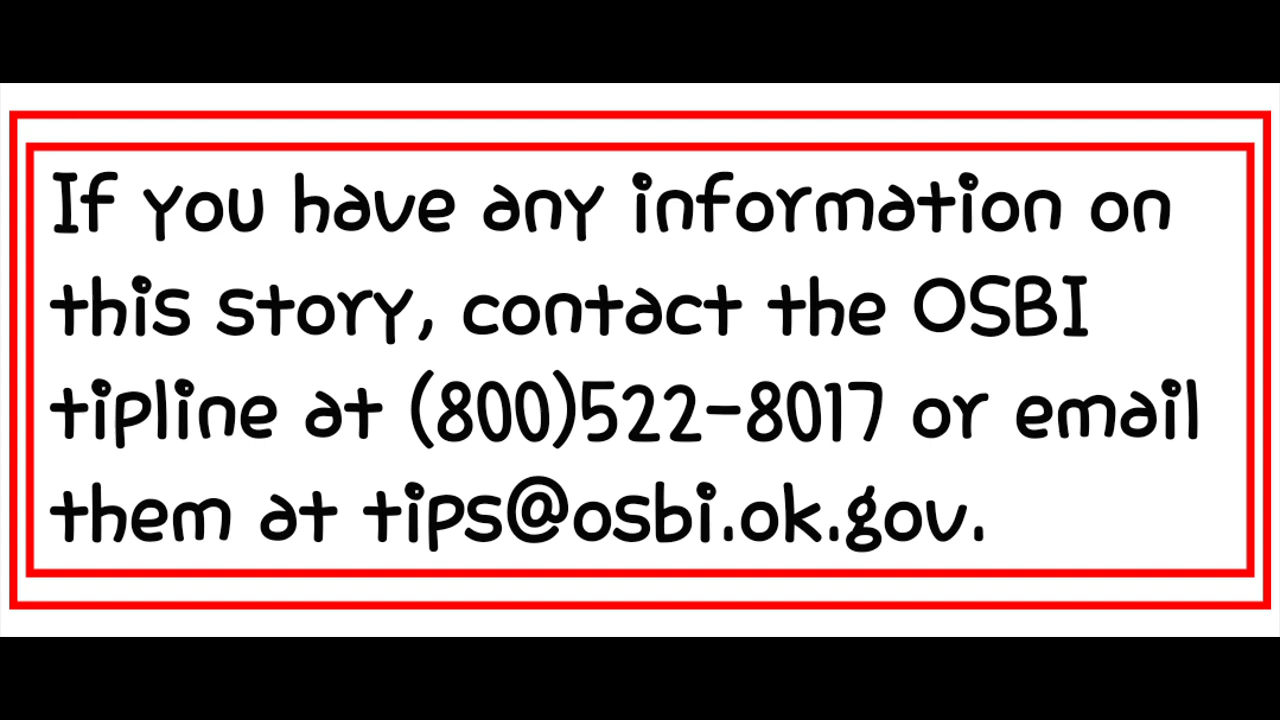 If you have any information on
this story, contact the OSBI
tipline at (800)522-8017 or email
them at tips@osbi.ok.gov.